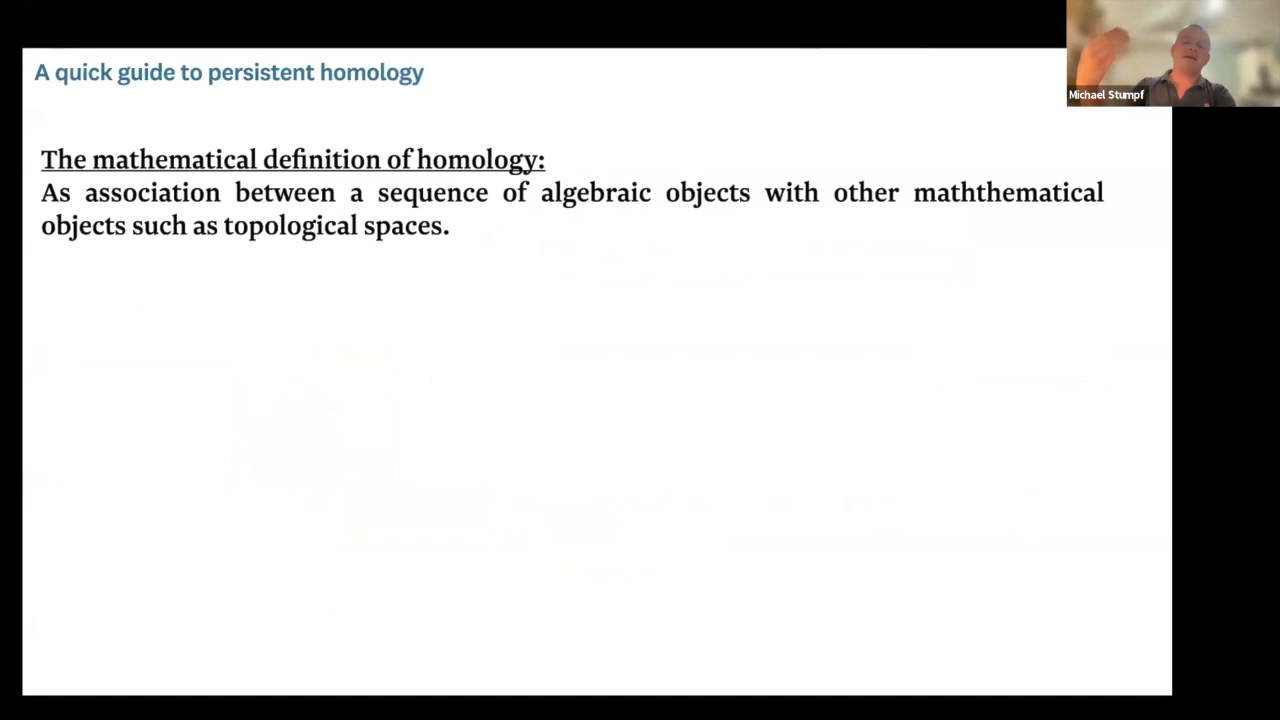 A quick guide to persistent homology
Michael Stumpf
The mathematical definition of homology:
As association between a sequence of algebraic objects with other maththematical
objects such as topological spaces.